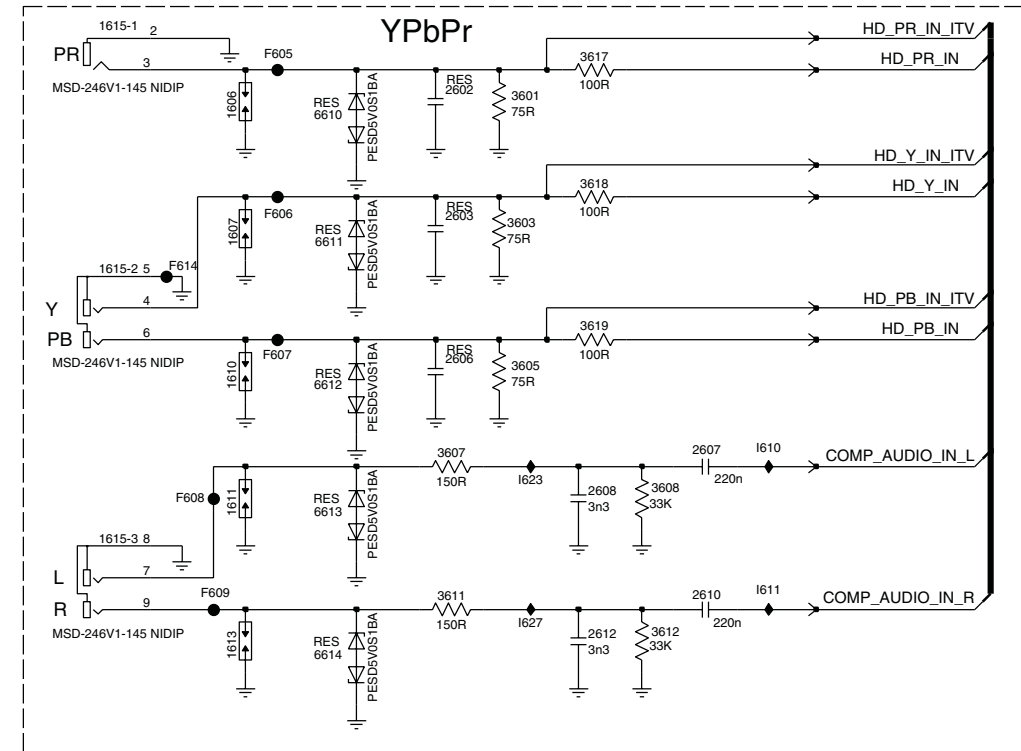 YPbPr
HD_PR_IN_ITV
1615-1 2
PR
F605
3617
HD_PR_IN
3
100R
MSD-246V1-145 NIDIP
1606
RES
6610
PESD5V0S1BA
RES
2602
3601
75R
HD_Y_IN_ITV
F606
3618
HD_Y_IN
100R
1607
RES
6611
PESD5V0S1BA
RES
2603
3603
75R
1615-2 5
F614
Y
4
HD_PB_IN_ITV
PB
6
F607
3619
HD_PB_IN
100R
MSD-246V1-145 NIDIP
1610
RES
6612
PESD5V0S1BA
RES
2606
3605
75R
3607
150R
I623
2607
220n
I610
COMP_AUDIO_IN_L
F608
1611
RES
6613
PESD5V0S1BA
2608
3n3
3608
33K
1615-3 8
L
7
R
9
F609
3611
150R
I627
2610
220n
I611
COMP_AUDIO_IN_R
MSD-246V1-145 NIDIP
1613
RES
6614
PESD5V0S1BA
2612
3n3
3612
33K